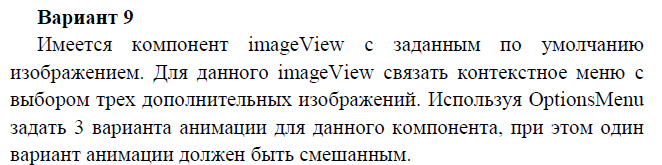 Вариант 9
Имеется компонент imageView с заданным по умолчанию
изображением. Для данного imageView связать контекстное меню с
выбором трех дополнительных изображений. Используя OptionsMenu
задать 3 варианта анимации для данного компонента, при этом один
вариант анимации должен быть смешанным.